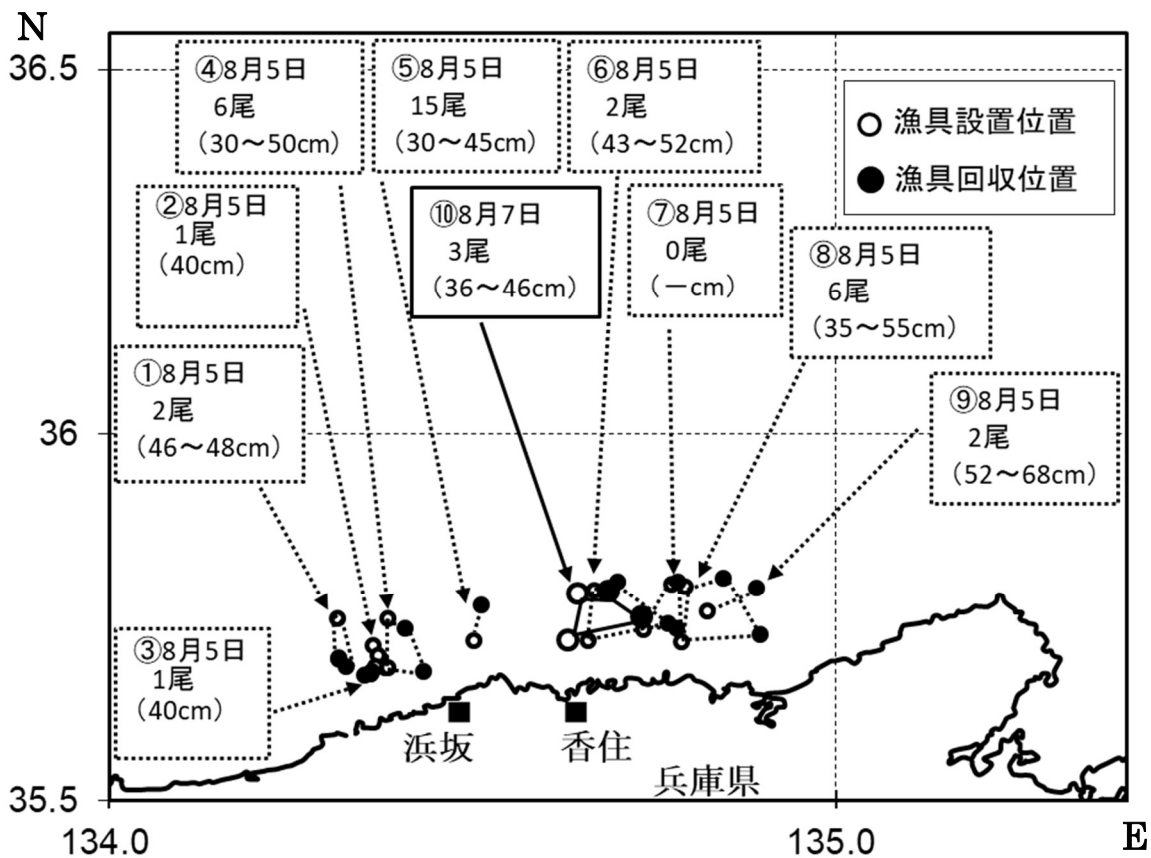 N
36.5
36
35.5
134.0
135.0
E
④8月5日
6尾
(30～50cm)
⑤8月5日
15尾
(30～45cm)
⑥8月5日
2尾
(43～52cm)
漁具設置位置
漁具回収位置
②8月5日
1尾
(40cm)
⑩8月7日
3尾
(36～46cm)
⑦8月5日
0尾
(－cm)
⑧8月5日
6尾
(35～55cm)
①8月5日
2尾
(46～48cm)
⑨8月5日
2尾
(52～68cm)
③8月5日
1尾
(40cm)
浜坂
香住
兵庫県